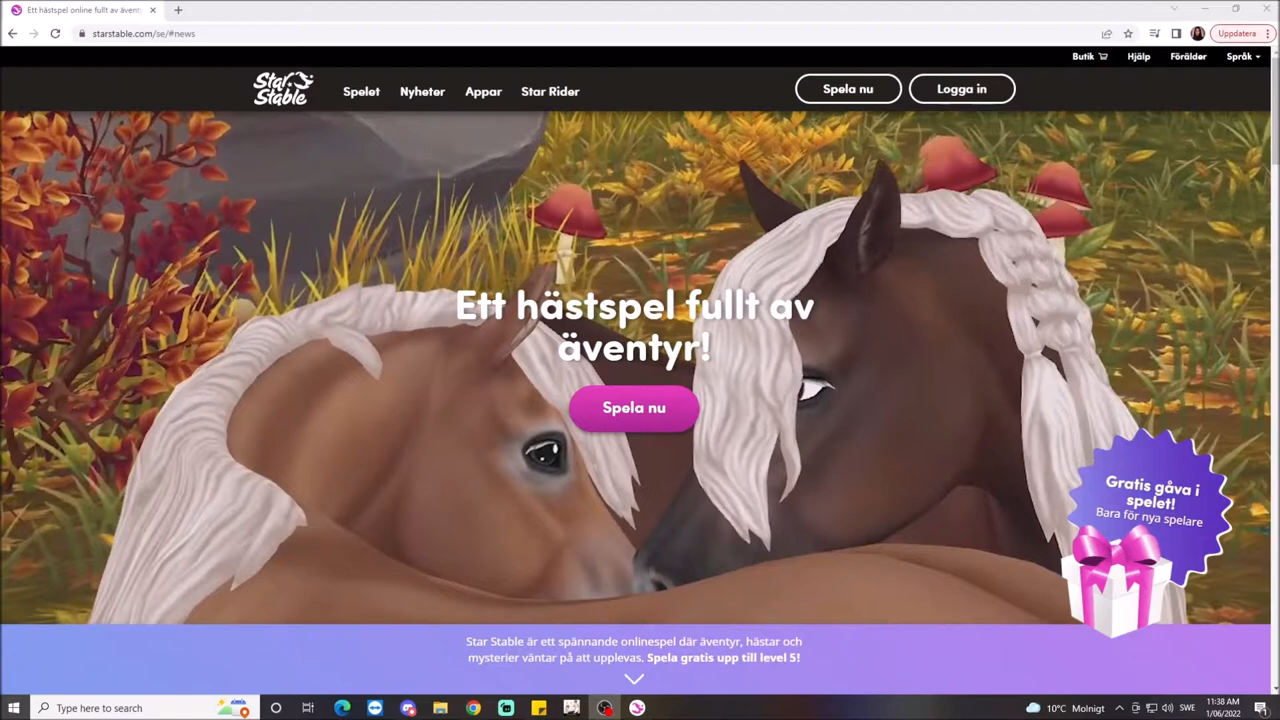 Ett hästspel online fullt av även
starstable.com/se/#news
Uppdatera
Butik
Hjälp
Förälder
Språk
Star Stable
Spelet
Nyheter
Appar
Star Rider
Spela nu
Logga in
Ett hästspel fullt av
äventyr!
Spela nu
Gratis gåva i
spelet!
Bara för nya spelare
Star Stable är ett spännande onlinespel där äventyr, hästar och
mysterier väntar på att upplevas. Spela gratis upp till level 5!
Type here to search
10°C Molnigt
SWE
11:38 AM
1/06/2022
1